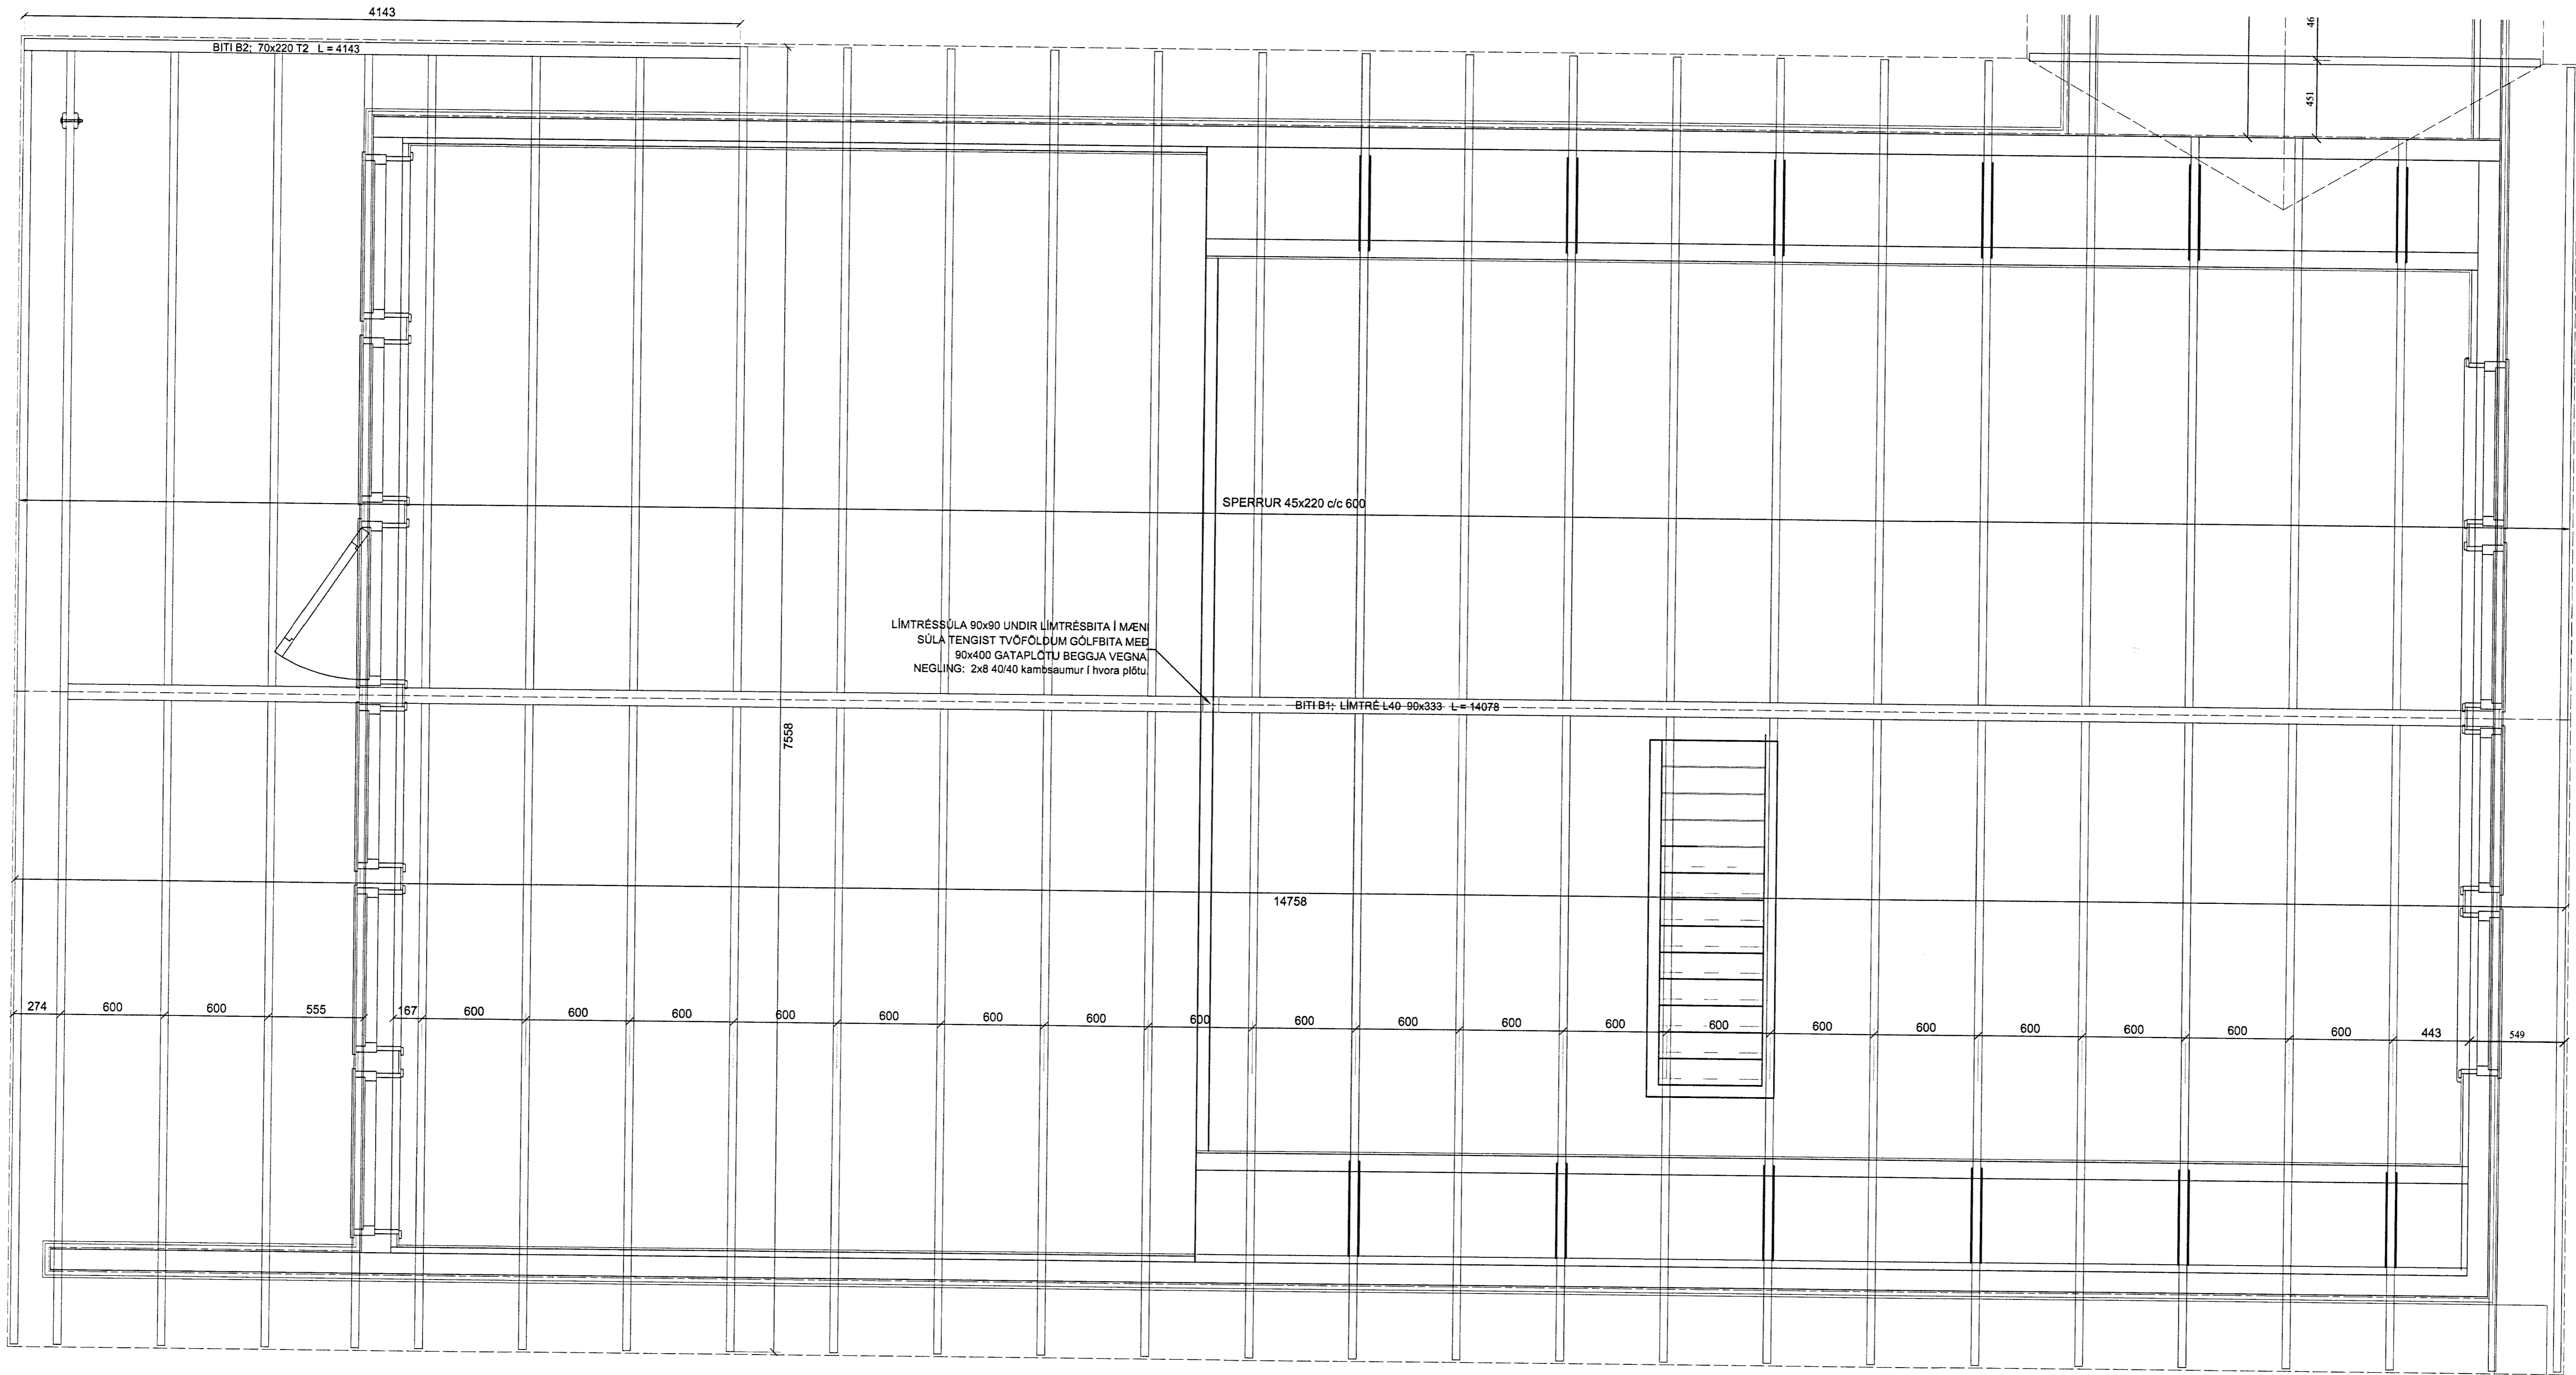 4143
BITI B2; 70x220 T2 L = 4143
46
451
SPERRUR 45x220 c/c 600
LÍMTRÉSSÚLA 90x90 UNDIR LÍMTRÉSBITA Í MÆNI
SÚLA TENGIST TVÖFÖLDUM GÓLFBITA MEÐ
90x400 GATAPLÖTU BEGGJA VEGNA.
NEGLING: 2x8 40/40 kambsaumur í hvora plötu.
BITI B1; LÍMTRÉ L40 90x333 L = 14078
7558
14758
274 600 600 555 167 600 600 600 600 600 600 600 600 600 600 600 600 600 600 600 600 600 600 600 443 549